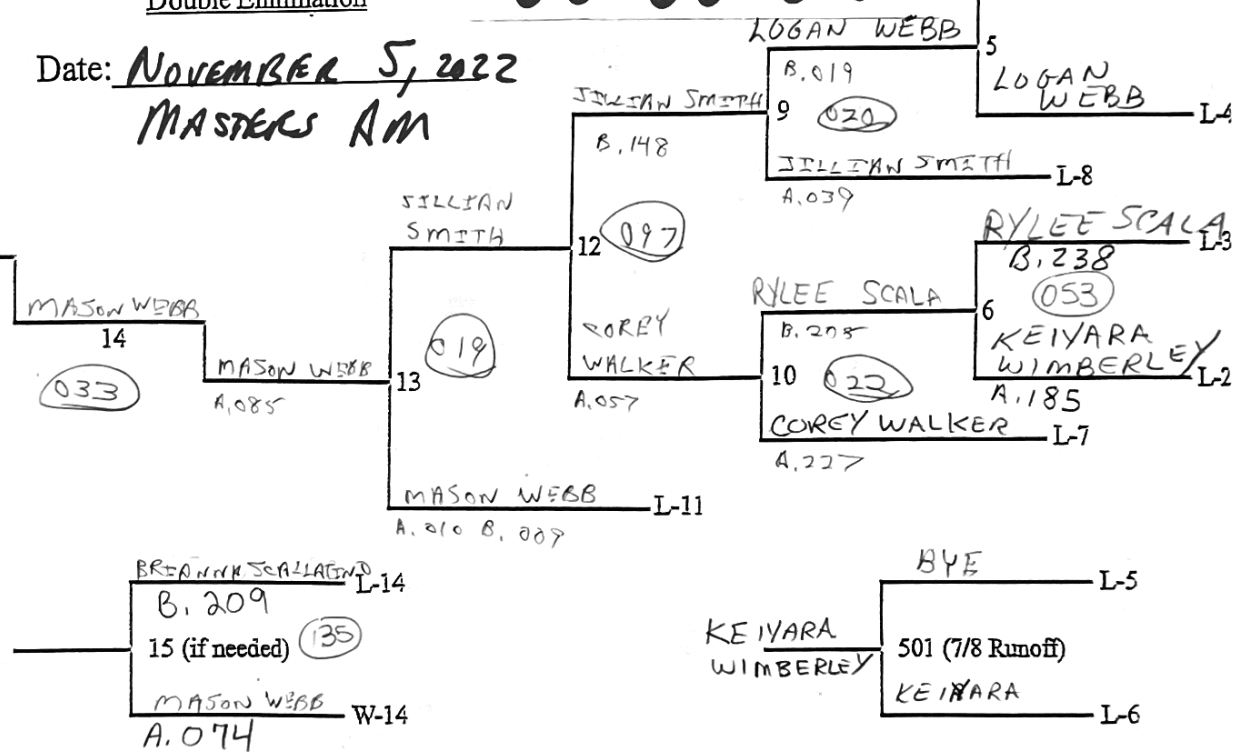 Double Elimination
Date: NOVEMBER 5, 2022
MASTERS AM
LOGAN WEBB
5
LOGAN
WEBB
L-4
B.019
9
020
JILLIAN SMITH
B.148
JILLIAN SMITH
L-8
A.039
JILLIAN
SMITH
12
097
RYLEE SCALA
L-3
B.238
053
6
KEIYARA
WIMBERLEY
L-2
A.185
RYLEE SCALA
10
022
COREY WALKER
L-7
A.227
COREY
WALKER
A.057
019
13
MASON WEBB
14
033
MASON WEBB
A.085
MASON WEBB
L-11
A.010 B.009
L-14
B.209
15 (if needed)
135
MASON WEBB
W-14
A.074
BYE
L-5
KEIYARA
WIMBERLEY
501 (7/8 Runoff)
L-6